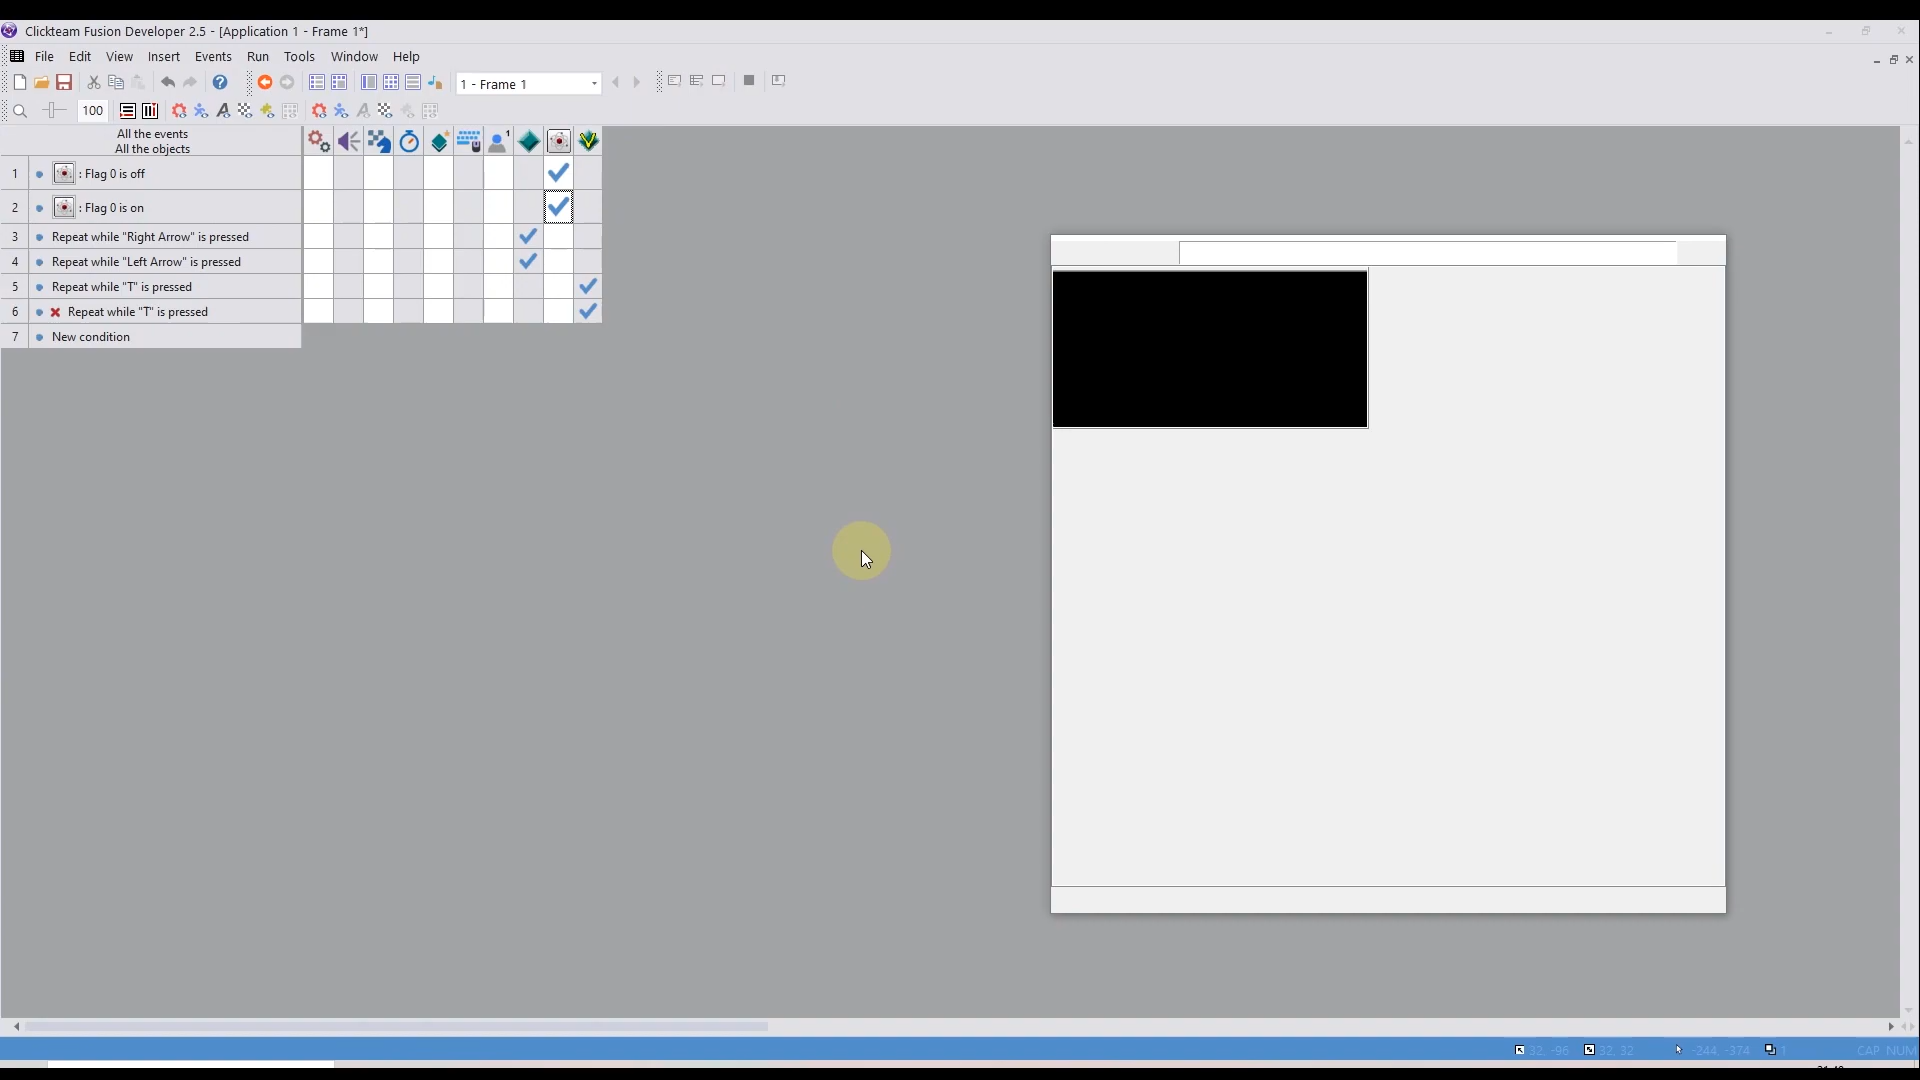 Clickteam Fusion Developer 2.5 - [Application 1 - Frame 1*]
File Edit View Insert Events Run Tools Window Help
1 - Frame 1
100
All the events
All the objects
1
1 : Flag 0 is off
2 : Flag 0 is on
3 Repeat while "Right Arrow" is pressed
4 Repeat while "Left Arrow" is pressed
5 Repeat while "T" is pressed
6 Repeat while "T" is pressed
7 New condition
32, -96 32, 32 -244, -374 1 CAP NUM